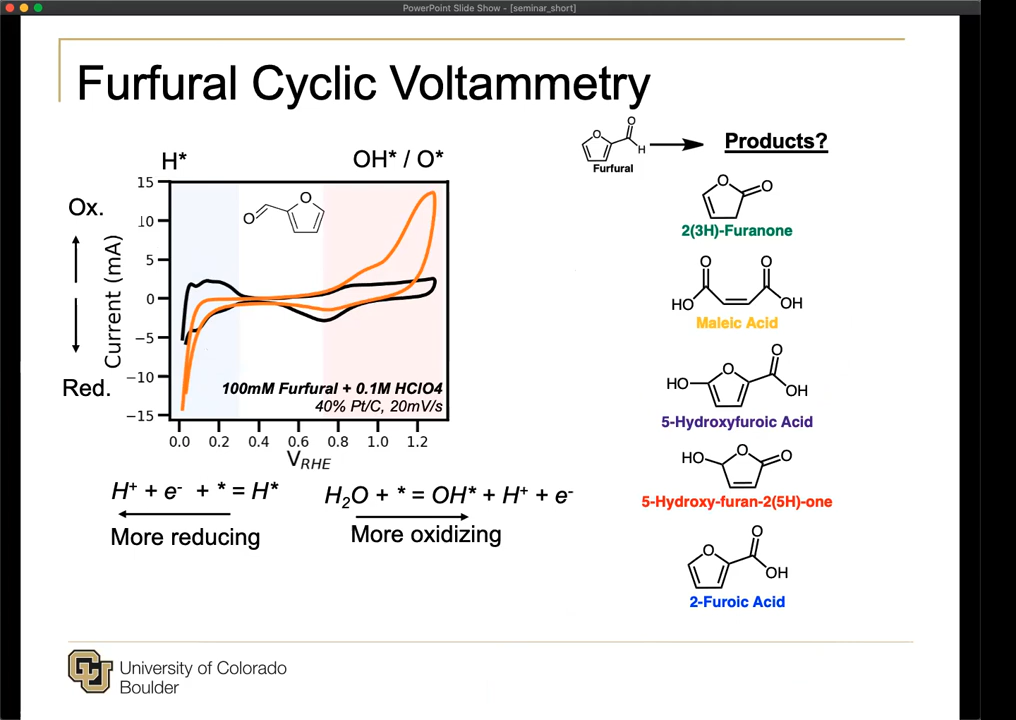 PowerPoint Slide Show - [seminar_short]
Furfural Cyclic Voltammetry
H*
OH* / O*
Ox.
Red.
Current (mA)
15
10
5
0
−5
−10
−15
O
O
100mM Furfural + 0.1M HClO4
40% Pt/C, 20mV/s
0.0 0.2 0.4 0.6 0.8 1.0 1.2
VRHE
H+ + e- + * = H*
More reducing
H2O + * = OH* + H+ + e-
More oxidizing
O O H
Furfural
Products?
O O
2(3H)-Furanone
O O
HO OH
Maleic Acid
O
HO O OH
5-Hydroxyfuroic Acid
HO O O
5-Hydroxy-furan-2(5H)-one
O
O OH
2-Furoic Acid
CU
University of Colorado
Boulder